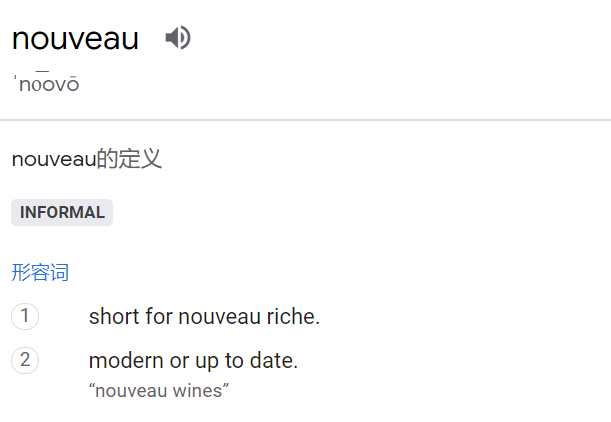 nouveau
ˈno͞ovō
nouveau的定义
INFORMAL
形容词
1 short for nouveau riche.
2 modern or up to date.
“nouveau wines”